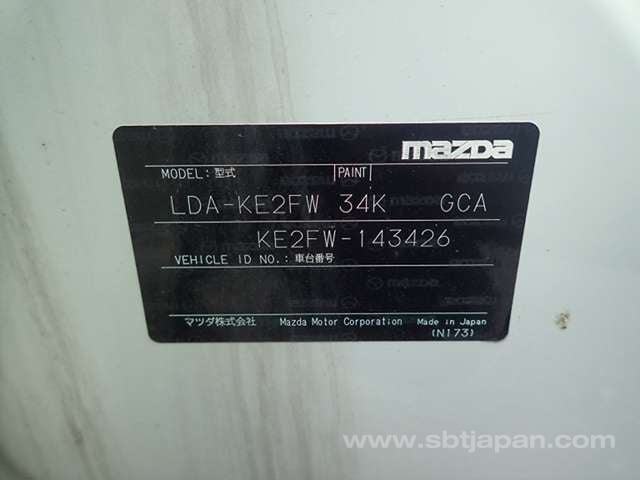 mazda
MODEL: 型式 PAINT
LDA-KE2FW 34K GCA
KE2FW-143426
VEHICLE ID NO.: 車台番号
マツダ株式会社 Mazda Motor Corporation Made in Japan
(N173)
www.sbtjapan.com